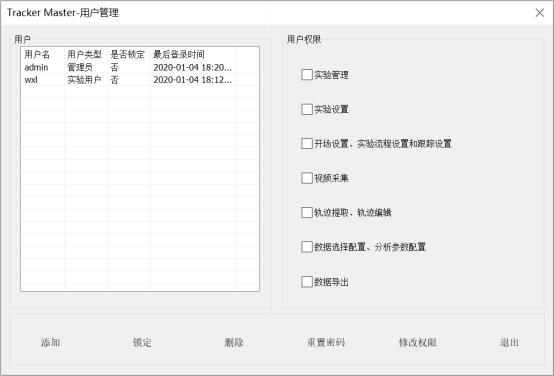 Tracker Master-用户管理
用户
用户名 用户类型 是否锁定 最后登录时间
admin 管理员 否 2020-01-04 18:20...
wxl 实验用户 否 2020-01-04 18:12...
用户权限
实验管理
实验设置
开场设置、实验流程设置和跟踪设置
视频采集
轨迹提取、轨迹编辑
数据选择配置、分析参数配置
数据导出
添加 锁定 删除 重置密码 修改权限 退出